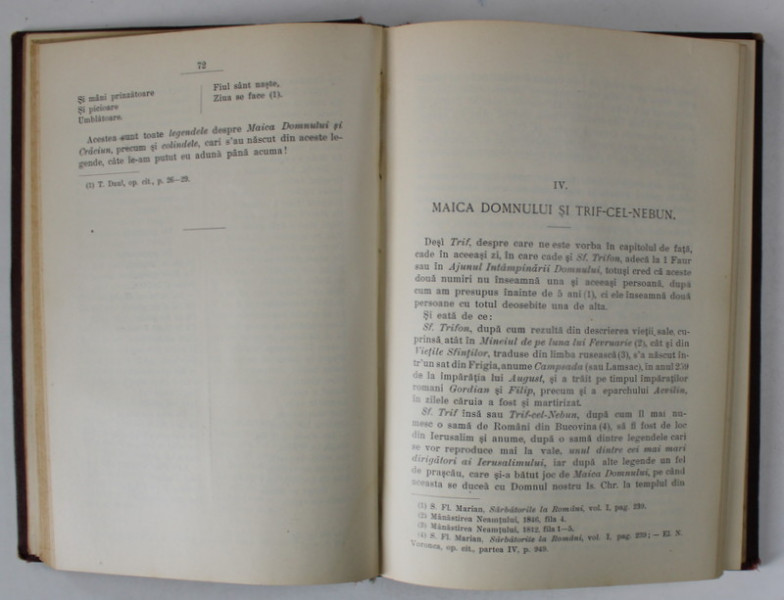 72
Și mâni prinzătoare
Și picioare
Umblătoare.
Fiul sânt naște,
Ziua se face (1).
Acestea sunt toate legendele despre Maica Domnului și
Crăciun, precum și colindele, cari s'au născut din aceste le-
gende, câte le-am putut eu adună până acuma!
(1) T. Daul, op. cit., p. 26—29.
IV.
MAICA DOMNULUI ȘI TRIF-CEL-NEBUN.
Deși Trif, despre care ne este vorba în capitolul de față,
cade în aceeași zi, în care cade și Sf. Trifon, adecă la 1 Faur
sau în Ajunul Intâmpinării Domnului, totuși cred că aceste
două numiri nu înseamnă una și aceeași persoană, după
cum am presupus înainte de 5 ani (1), ci ele înseamnă două
persoane cu totul deosebite una de alta.
Și eată de ce:
Sf. Trifon, după cum rezultă din descrierea vieții sale, cu-
prinsă atât în Mineiul de pe luna lui Fevruarie (2), cât și din
Viețile Sfinților, traduse din limba rusească (3), s'a născut în-
tr'un sat din Frigia, anume Campsada (sau Lamsac), în anul
de la împărăția lui August, și a trăit pe timpul împăraților
romani Gordian și Filip, precum și a eparchului Acvilin,
în zilele căruia a fost și martirizat.
Sf. Trif însă sau Trif-cel-Nebun, după cum îl mai nu-
mesc o samă de Români din Bucovina (4), să fi fost de loc
din Ierusalim și anume, după o samă dintre legendele cari
se vor reproduce mai la vale, unul dintre cei mai mari
dirigători ai Ierusalimului, iar după alte legende un fel
de prașcău, care și-a bătut joc de Maica Domnului, pe când
aceasta se ducea cu Domnul nostru Is. Chr. la templul din
(1) S. Fl. Marian, Sărbătorile la Români, vol. I, pag. 239.
(2) Mânăstirea Neamțului, 1846, fila 4.
(3) Mânăstirea Neamțului, 1812, fila 1—5.
(4) S. Fl. Marian, Sărbătorile la Români, vol. I, pag. 239; — El. N.
Voronca, op. cit., partea IV, p. 949.